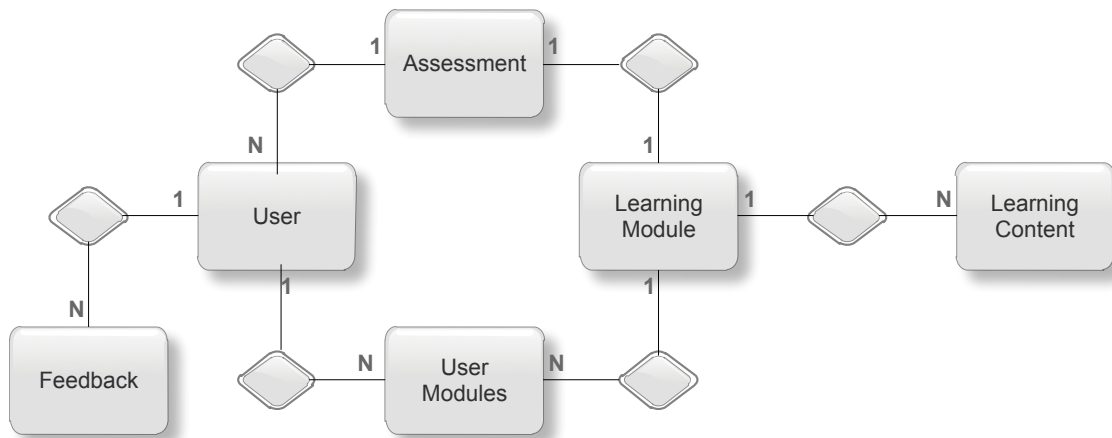 1
Assessment
1
N
1
1
User
Learning
Module
1
N
Learning
Content
1
1
N
Feedback
N
User
Modules
N